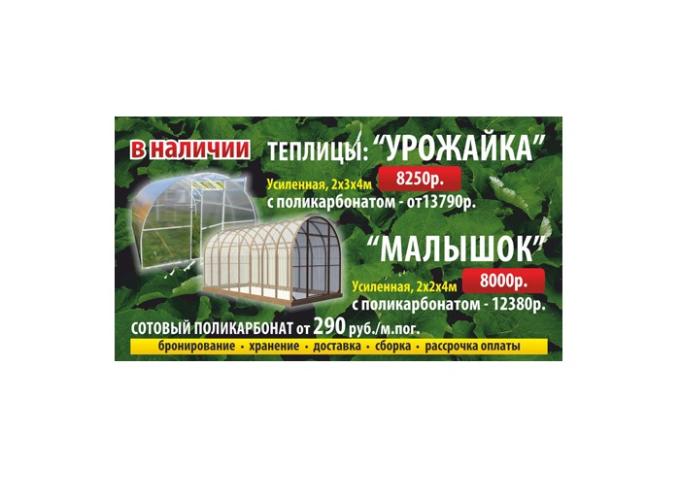 в наличии
ТЕПЛИЦЫ: “УРОЖАЙКА”
Усиленная, 2х3х4м 8250р.
с поликарбонатом - от13790р.
“МАЛЫШОК”
Усиленная, 2х2х4м 8000р.
с поликарбонатом - 12380р.
СОТОВЫЙ ПОЛИКАРБОНАТ от 290 руб./м.пог.
бронирование · хранение · доставка · сборка · рассрочка оплаты